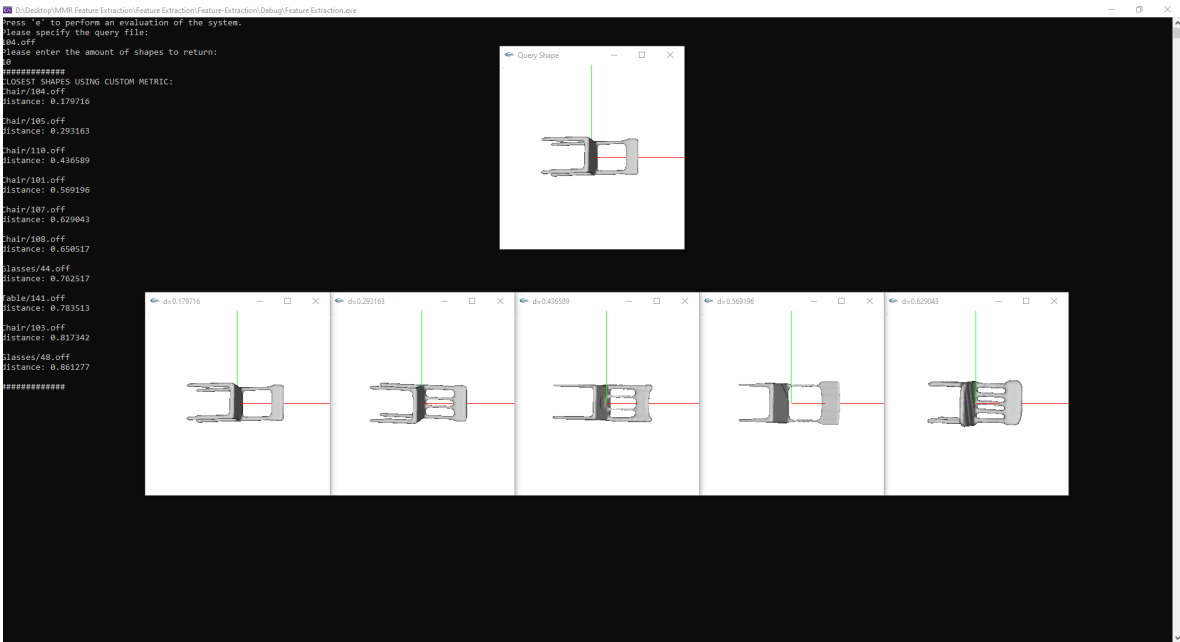 D:\Desktop\MMR Feature Extraction\Feature Extraction\Feature-Extraction\Debug\Feature Extraction.exe
Press 'e' to perform an evaluation of the system.
Please specify the query file:
104.off
Please enter the amount of shapes to return:
10
#############
CLOSEST SHAPES USING CUSTOM METRIC:
Chair/104.off
distance: 0.179716
Chair/105.off
distance: 0.293163
Chair/110.off
distance: 0.436589
Chair/101.off
distance: 0.569196
Chair/107.off
distance: 0.629043
Chair/108.off
distance: 0.650517
Glasses/44.off
distance: 0.762517
Table/141.off
distance: 0.783513
Chair/103.off
distance: 0.817342
Glasses/48.off
distance: 0.861277
#############
Query Shape
d=0.179716
d=0.293163
d=0.436589
d=0.569196
d=0.629043